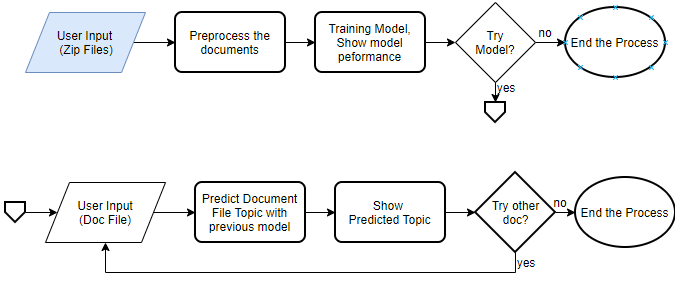 User Input
(Zip Files)
Preprocess the
documents
Training Model,
Show model
peformance
Try
Model?
no
End the Process
yes
User Input
(Doc File)
Predict Document
File Topic with
previous model
Show
Predicted Topic
Try other
doc?
no
End the Process
yes